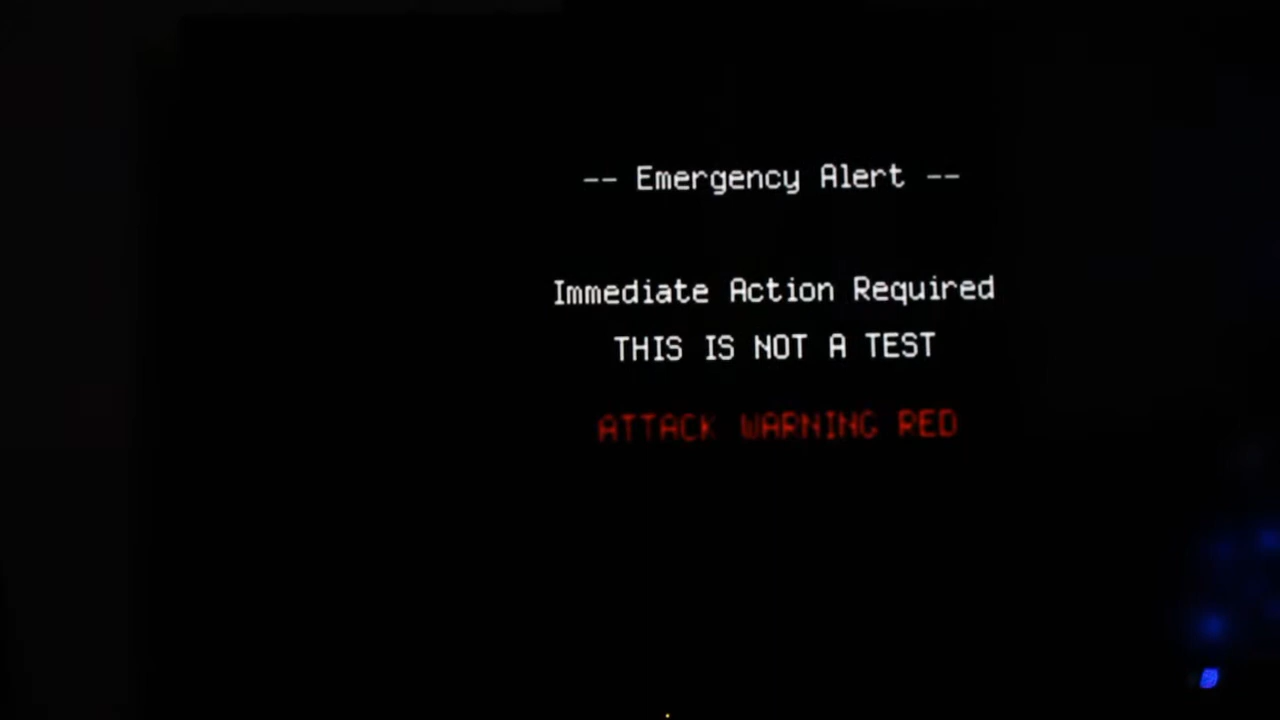 -- Emergency Alert --
Immediate Action Required
THIS IS NOT A TEST
ATTACK WARNING RED